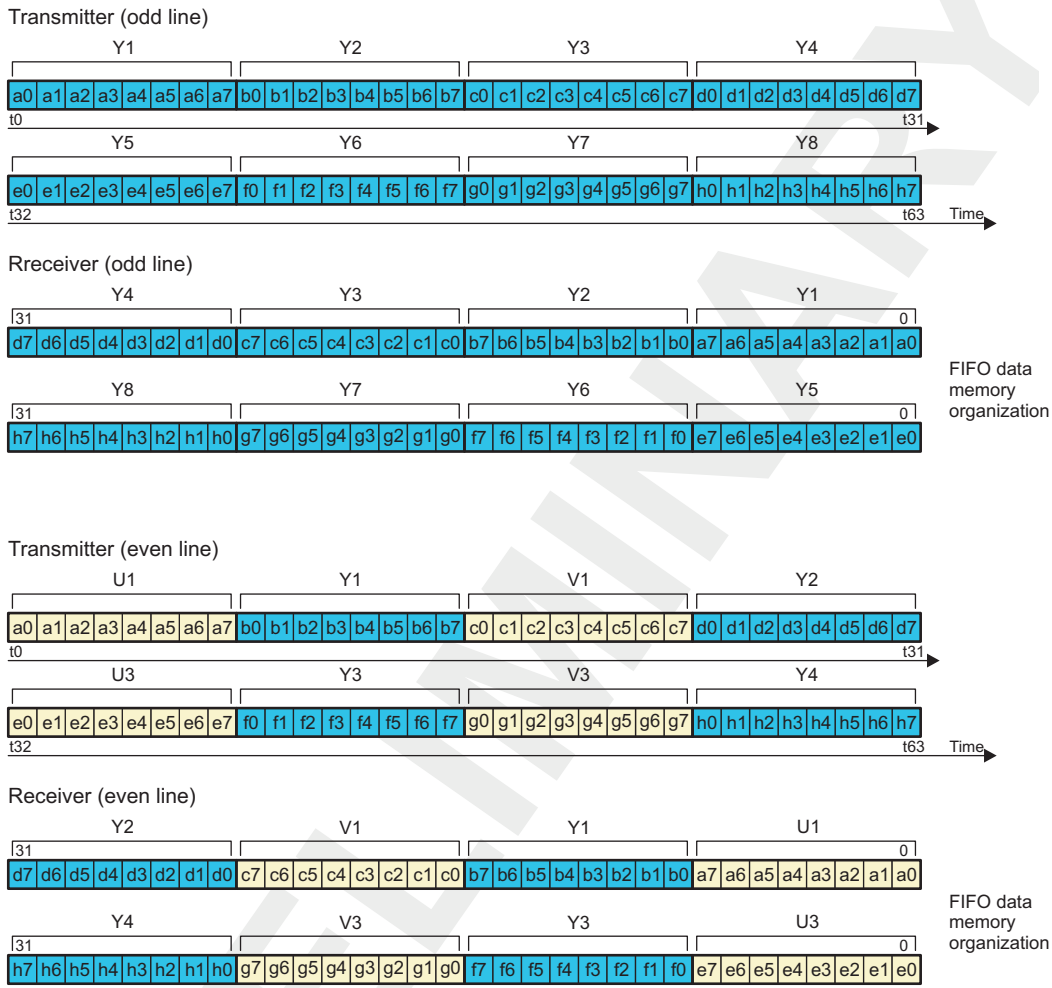 Transmitter (odd line)
Y1 Y2 Y3 Y4
a0 a1 a2 a3 a4 a5 a6 a7 b0 b1 b2 b3 b4 b5 b6 b7 c0 c1 c2 c3 c4 c5 c6 c7 d0 d1 d2 d3 d4 d5 d6 d7
t0 t31
Y5 Y6 Y7 Y8
e0 e1 e2 e3 e4 e5 e6 e7 f0 f1 f2 f3 f4 f5 f6 f7 g0 g1 g2 g3 g4 g5 g6 g7 h0 h1 h2 h3 h4 h5 h6 h7
t32 t63 Time
Rreceiver (odd line)
Y4 Y3 Y2 Y1
31 0
d7 d6 d5 d4 d3 d2 d1 d0 c7 c6 c5 c4 c3 c2 c1 c0 b7 b6 b5 b4 b3 b2 b1 b0 a7 a6 a5 a4 a3 a2 a1 a0
FIFO data
memory
organization
Y8 Y7 Y6 Y5
31 0
h7 h6 h5 h4 h3 h2 h1 h0 g7 g6 g5 g4 g3 g2 g1 g0 f7 f6 f5 f4 f3 f2 f1 f0 e7 e6 e5 e4 e3 e2 e1 e0
Transmitter (even line)
U1 Y1 V1 Y2
a0 a1 a2 a3 a4 a5 a6 a7 b0 b1 b2 b3 b4 b5 b6 b7 c0 c1 c2 c3 c4 c5 c6 c7 d0 d1 d2 d3 d4 d5 d6 d7
t0 t31
U3 Y3 V3 Y4
e0 e1 e2 e3 e4 e5 e6 e7 f0 f1 f2 f3 f4 f5 f6 f7 g0 g1 g2 g3 g4 g5 g6 g7 h0 h1 h2 h3 h4 h5 h6 h7
t32 t63 Time
Receiver (even line)
Y2 V1 Y1 U1
31 0
d7 d6 d5 d4 d3 d2 d1 d0 c7 c6 c5 c4 c3 c2 c1 c0 b7 b6 b5 b4 b3 b2 b1 b0 a7 a6 a5 a4 a3 a2 a1 a0
FIFO data
memory
organization
Y4 V3 Y3 U3
31 0
h7 h6 h5 h4 h3 h2 h1 h0 g7 g6 g5 g4 g3 g2 g1 g0 f7 f6 f5 f4 f3 f2 f1 f0 e7 e6 e5 e4 e3 e2 e1 e0